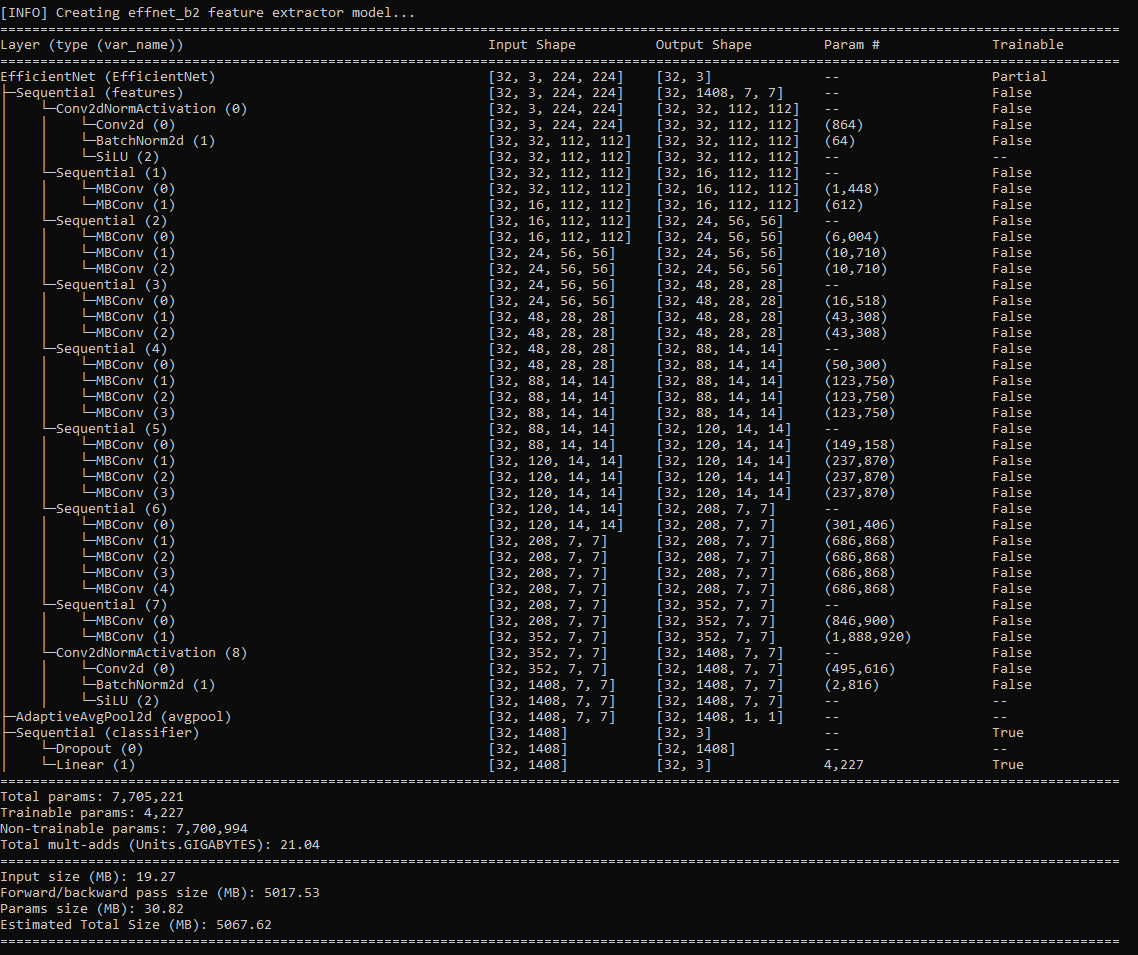 [INFO] Creating effnet_b2 feature extractor model...
============================================================================================================================================
Layer (type (var_name))                                      Input Shape          Output Shape         Param #              Trainable
============================================================================================================================================
EfficientNet (EfficientNet)                                  [32, 3, 224, 224]    [32, 3]              --                   Partial
├─Sequential (features)                                      [32, 3, 224, 224]    [32, 1408, 7, 7]     --                   False
│    └─Conv2dNormActivation (0)                              [32, 3, 224, 224]    [32, 32, 112, 112]   --                   False
│    │    └─Conv2d (0)                                       [32, 3, 224, 224]    [32, 32, 112, 112]   (864)                False
│    │    └─BatchNorm2d (1)                                  [32, 32, 112, 112]   [32, 32, 112, 112]   (64)                 False
│    │    └─SiLU (2)                                         [32, 32, 112, 112]   [32, 32, 112, 112]   --                   --
│    └─Sequential (1)                                        [32, 32, 112, 112]   [32, 16, 112, 112]   --                   False
│    │    └─MBConv (0)                                       [32, 32, 112, 112]   [32, 16, 112, 112]   (1,448)              False
│    │    └─MBConv (1)                                       [32, 16, 112, 112]   [32, 16, 112, 112]   (612)                False
│    └─Sequential (2)                                        [32, 16, 112, 112]   [32, 24, 56, 56]     --                   False
│    │    └─MBConv (0)                                       [32, 16, 112, 112]   [32, 24, 56, 56]     (6,004)              False
│    │    └─MBConv (1)                                       [32, 24, 56, 56]     [32, 24, 56, 56]     (10,710)             False
│    │    └─MBConv (2)                                       [32, 24, 56, 56]     [32, 24, 56, 56]     (10,710)             False
│    └─Sequential (3)                                        [32, 24, 56, 56]     [32, 48, 28, 28]     --                   False
│    │    └─MBConv (0)                                       [32, 24, 56, 56]     [32, 48, 28, 28]     (16,518)             False
│    │    └─MBConv (1)                                       [32, 48, 28, 28]     [32, 48, 28, 28]     (43,308)             False
│    │    └─MBConv (2)                                       [32, 48, 28, 28]     [32, 48, 28, 28]     (43,308)             False
│    └─Sequential (4)                                        [32, 48, 28, 28]     [32, 88, 14, 14]     --                   False
│    │    └─MBConv (0)                                       [32, 48, 28, 28]     [32, 88, 14, 14]     (50,300)             False
│    │    └─MBConv (1)                                       [32, 88, 14, 14]     [32, 88, 14, 14]     (123,750)            False
│    │    └─MBConv (2)                                       [32, 88, 14, 14]     [32, 88, 14, 14]     (123,750)            False
│    │    └─MBConv (3)                                       [32, 88, 14, 14]     [32, 88, 14, 14]     (123,750)            False
│    └─Sequential (5)                                        [32, 88, 14, 14]     [32, 120, 14, 14]    --                   False
│    │    └─MBConv (0)                                       [32, 88, 14, 14]     [32, 120, 14, 14]    (149,158)            False
│    │    └─MBConv (1)                                       [32, 120, 14, 14]    [32, 120, 14, 14]    (237,870)            False
│    │    └─MBConv (2)                                       [32, 120, 14, 14]    [32, 120, 14, 14]    (237,870)            False
│    │    └─MBConv (3)                                       [32, 120, 14, 14]    [32, 120, 14, 14]    (237,870)            False
│    └─Sequential (6)                                        [32, 120, 14, 14]    [32, 208, 7, 7]      --                   False
│    │    └─MBConv (0)                                       [32, 120, 14, 14]    [32, 208, 7, 7]      (301,406)            False
│    │    └─MBConv (1)                                       [32, 208, 7, 7]      [32, 208, 7, 7]      (686,868)            False
│    │    └─MBConv (2)                                       [32, 208, 7, 7]      [32, 208, 7, 7]      (686,868)            False
│    │    └─MBConv (3)                                       [32, 208, 7, 7]      [32, 208, 7, 7]      (686,868)            False
│    │    └─MBConv (4)                                       [32, 208, 7, 7]      [32, 208, 7, 7]      (686,868)            False
│    └─Sequential (7)                                        [32, 208, 7, 7]      [32, 352, 7, 7]      --                   False
│    │    └─MBConv (0)                                       [32, 208, 7, 7]      [32, 352, 7, 7]      (846,900)            False
│    │    └─MBConv (1)                                       [32, 352, 7, 7]      [32, 352, 7, 7]      (1,888,920)          False
│    └─Conv2dNormActivation (8)                              [32, 352, 7, 7]      [32, 1408, 7, 7]     --                   False
│    │    └─Conv2d (0)                                       [32, 352, 7, 7]      [32, 1408, 7, 7]     (495,616)            False
│    │    └─BatchNorm2d (1)                                  [32, 1408, 7, 7]     [32, 1408, 7, 7]     (2,816)              False
│    │    └─SiLU (2)                                         [32, 1408, 7, 7]     [32, 1408, 7, 7]     --                   --
├─AdaptiveAvgPool2d (avgpool)                                [32, 1408, 7, 7]     [32, 1408, 1, 1]     --                   --
├─Sequential (classifier)                                    [32, 1408]           [32, 3]              --                   True
│    └─Dropout (0)                                           [32, 1408]           [32, 1408]           --                   --
│    └─Linear (1)                                            [32, 1408]           [32, 3]              4,227                True
============================================================================================================================================
Total params: 7,705,221
Trainable params: 4,227
Non-trainable params: 7,700,994
Total mult-adds (Units.GIGABYTES): 21.04
============================================================================================================================================
Input size (MB): 19.27
Forward/backward pass size (MB): 5017.53
Params size (MB): 30.82
Estimated Total Size (MB): 5067.62
============================================================================================================================================